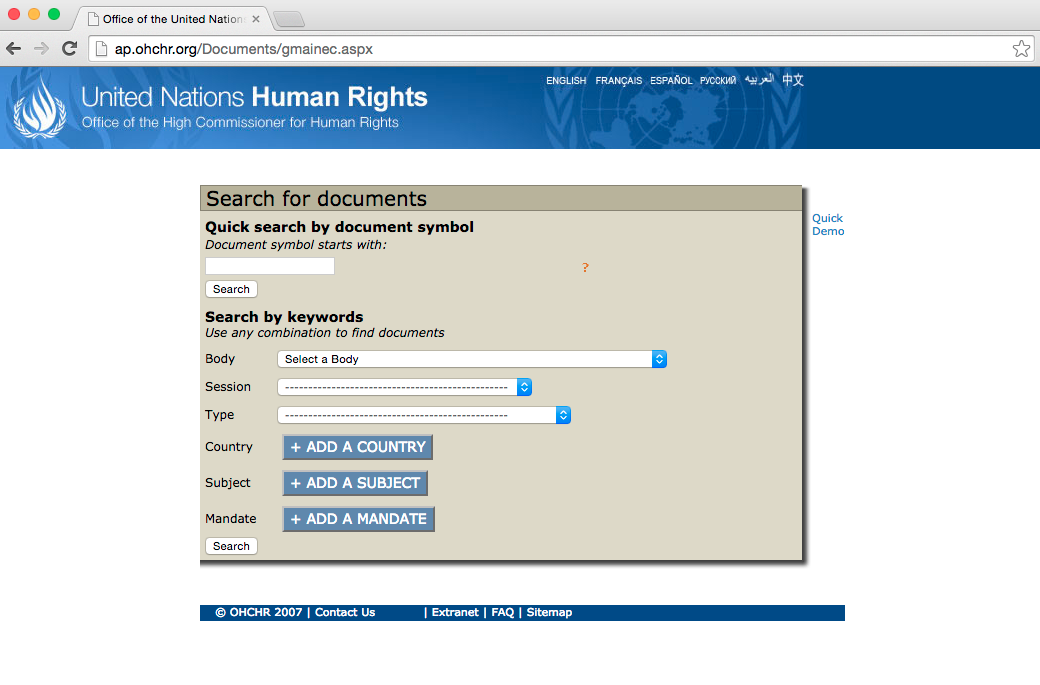 Office of the United Nation
ap.ohchr.org/Documents/gmainec.aspx
ENGLISH FRANÇAIS ESPAÑOL РУССКИЙ العربية 中文
United Nations Human Rights
Office of the High Commissioner for Human Rights
Search for documents
Quick
Demo
Quick search by document symbol
Document symbol starts with:
?
Search
Search by keywords
Use any combination to find documents
Body Select a Body
Session -----------------------------------------------
Type -----------------------------------------------
Country + ADD A COUNTRY
Subject + ADD A SUBJECT
Mandate + ADD A MANDATE
Search
© OHCHR 2007 | Contact Us | Extranet | FAQ | Sitemap